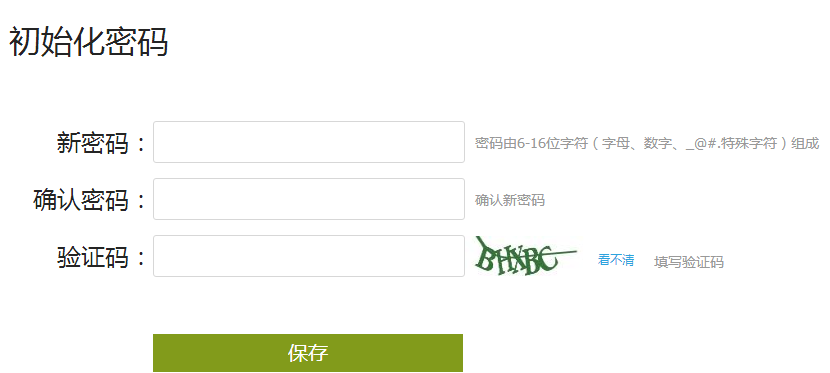 初始化密码
新密码：
密码由6-16位字符（字母、数字、_@#.特殊字符）组成
确认密码：
确认新密码
验证码：
BHXBC
看不清
填写验证码
保存